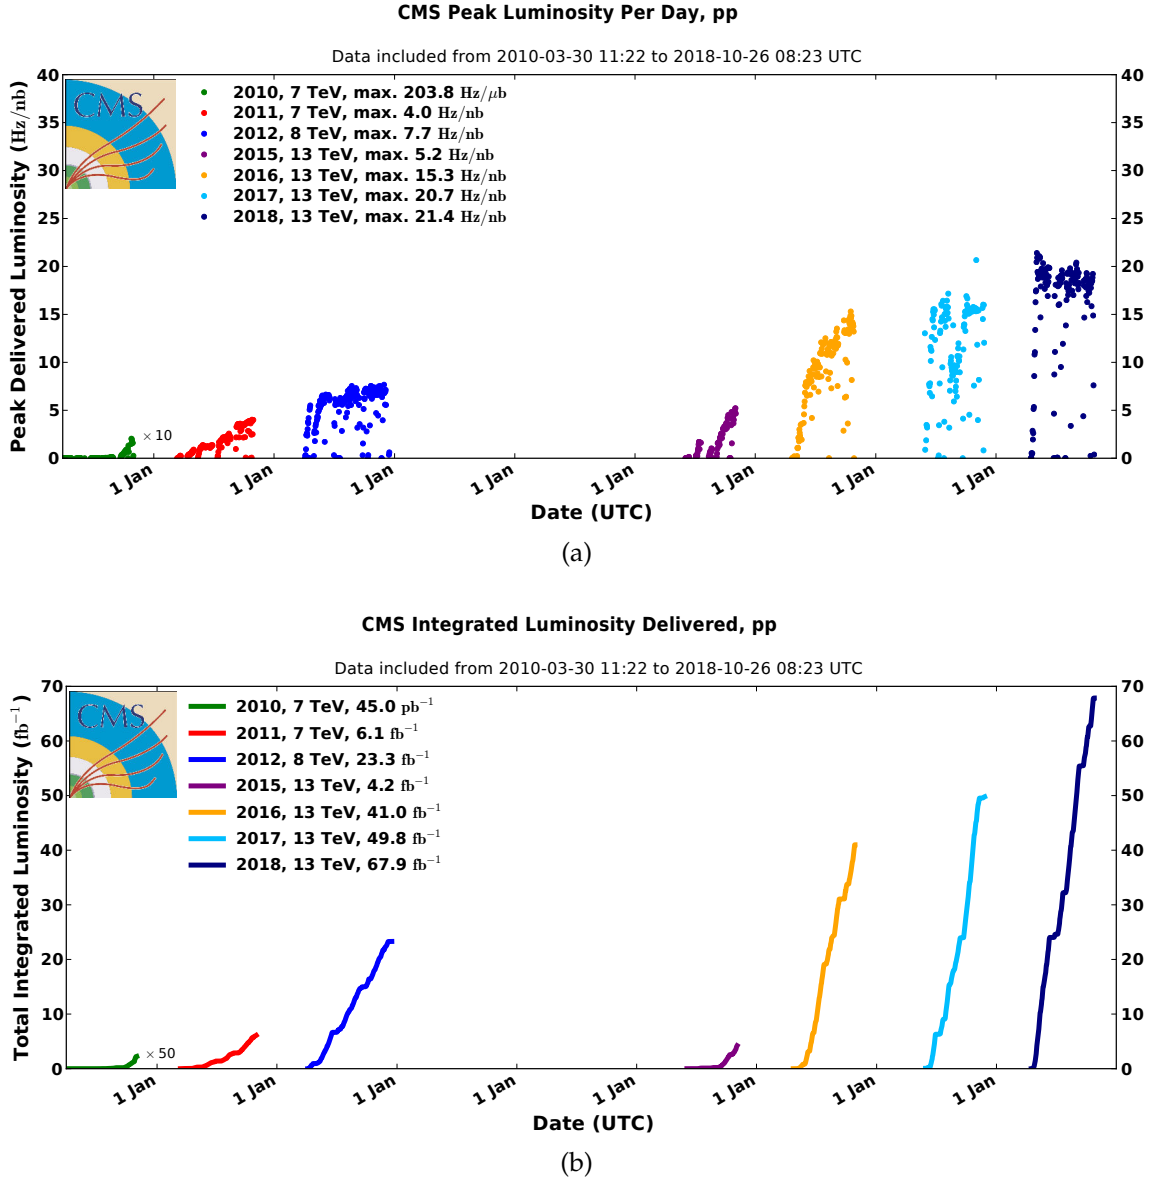 CMS Peak Luminosity Per Day, pp
Data included from 2010-03-30 11:22 to 2018-10-26 08:23 UTC
CMS
2010, 7 TeV, max. 203.8 Hz/μb
2011, 7 TeV, max. 4.0 Hz/nb
2012, 8 TeV, max. 7.7 Hz/nb
2015, 13 TeV, max. 5.2 Hz/nb
2016, 13 TeV, max. 15.3 Hz/nb
2017, 13 TeV, max. 20.7 Hz/nb
2018, 13 TeV, max. 21.4 Hz/nb
Peak Delivered Luminosity (Hz/nb)
40 40
35 35
30 30
25 25
20 20
15 15
10 10
5 5
0 0
× 10
1 Jan 1 Jan 1 Jan 1 Jan 1 Jan 1 Jan 1 Jan 1 Jan
Date (UTC)
(a)
CMS Integrated Luminosity Delivered, pp
Data included from 2010-03-30 11:22 to 2018-10-26 08:23 UTC
CMS
2010, 7 TeV, 45.0 pb⁻¹
2011, 7 TeV, 6.1 fb⁻¹
2012, 8 TeV, 23.3 fb⁻¹
2015, 13 TeV, 4.2 fb⁻¹
2016, 13 TeV, 41.0 fb⁻¹
2017, 13 TeV, 49.8 fb⁻¹
2018, 13 TeV, 67.9 fb⁻¹
Total Integrated Luminosity (fb⁻¹)
70 70
60 60
50 50
40 40
30 30
20 20
10 10
0 0
× 50
1 Jan 1 Jan 1 Jan 1 Jan 1 Jan 1 Jan 1 Jan 1 Jan
Date (UTC)
(b)